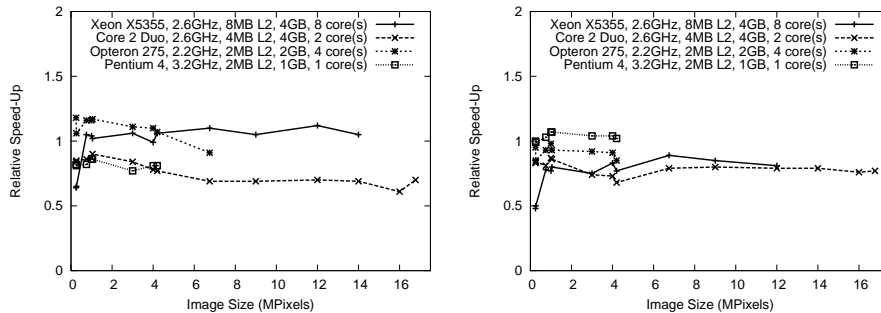 Xeon X5355, 2.6GHz, 8MB L2, 4GB, 8 core(s)
Core 2 Duo, 2.6GHz, 4MB L2, 4GB, 2 core(s)
Opteron 275, 2.2GHz, 2MB L2, 2GB, 4 core(s)
Pentium 4, 3.2GHz, 2MB L2, 1GB, 1 core(s)
Relative Speed-Up
2
1.5
1
0.5
0
0 2 4 6 8 10 12 14 16
Image Size (MPixels)
Xeon X5355, 2.6GHz, 8MB L2, 4GB, 8 core(s)
Core 2 Duo, 2.6GHz, 4MB L2, 4GB, 2 core(s)
Opteron 275, 2.2GHz, 2MB L2, 2GB, 4 core(s)
Pentium 4, 3.2GHz, 2MB L2, 1GB, 1 core(s)
Relative Speed-Up
2
1.5
1
0.5
0
0 2 4 6 8 10 12 14 16
Image Size (MPixels)